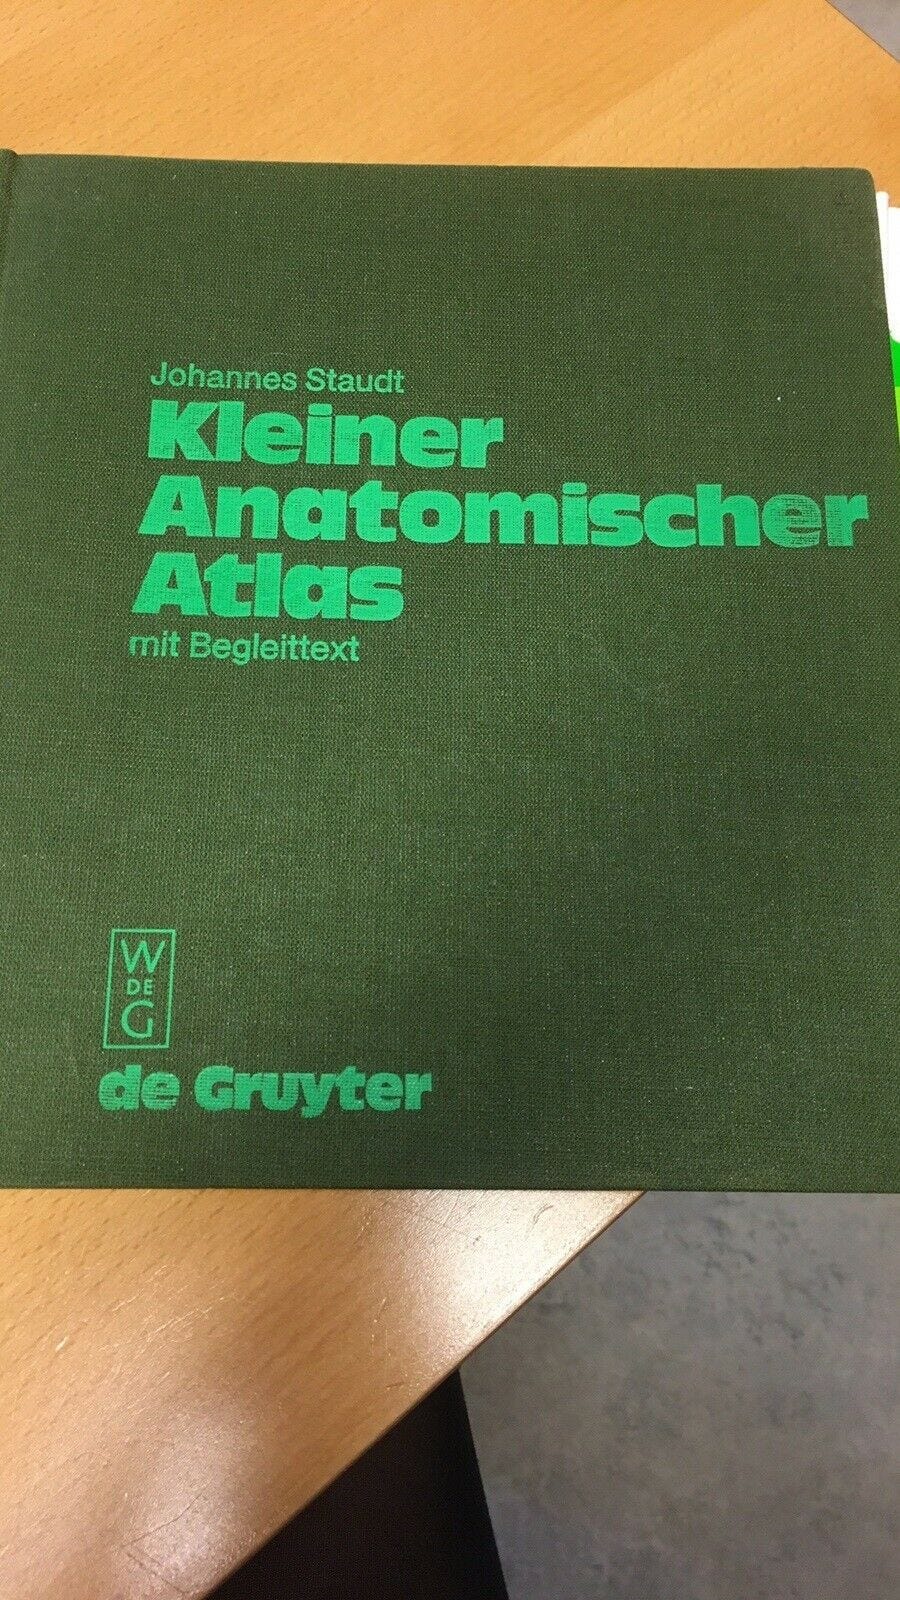 Johannes Staudt
Kleiner
Anatomischer
Atlas
mit Begleittext
W
DE
G
de Gruyter